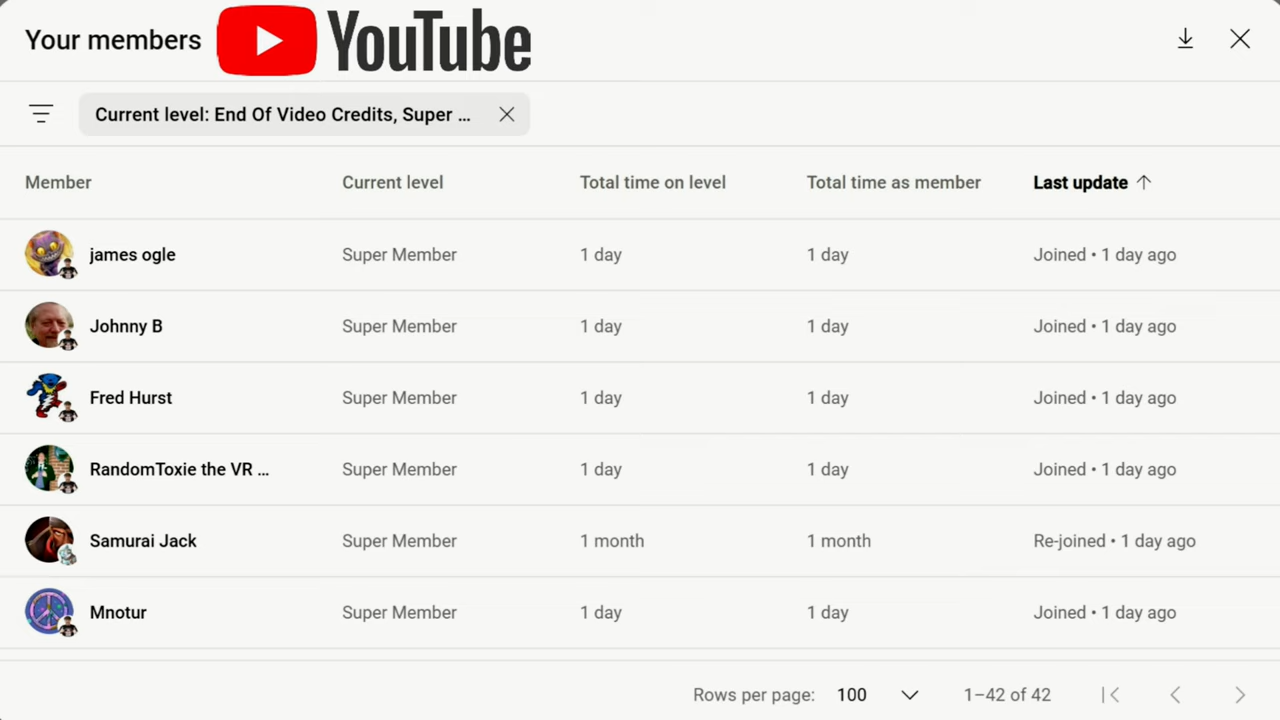 Your members YouTube
Current level: End Of Video Credits, Super ...
Member Current level Total time on level Total time as member Last update
james ogle Super Member 1 day 1 day Joined • 1 day ago
Johnny B Super Member 1 day 1 day Joined • 1 day ago
Fred Hurst Super Member 1 day 1 day Joined • 1 day ago
RandomToxie the VR ... Super Member 1 day 1 day Joined • 1 day ago
Samurai Jack Super Member 1 month 1 month Re-joined • 1 day ago
Mnotur Super Member 1 day 1 day Joined • 1 day ago
Rows per page: 100 1–42 of 42